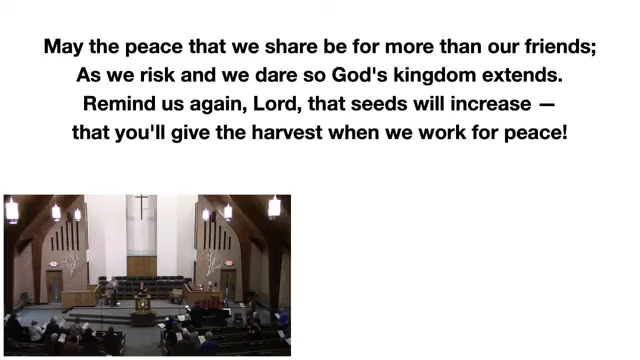 May the peace that we share be for more than our friends;
As we risk and we dare so God's kingdom extends.
Remind us again, Lord, that seeds will increase —
that you'll give the harvest when we work for peace!